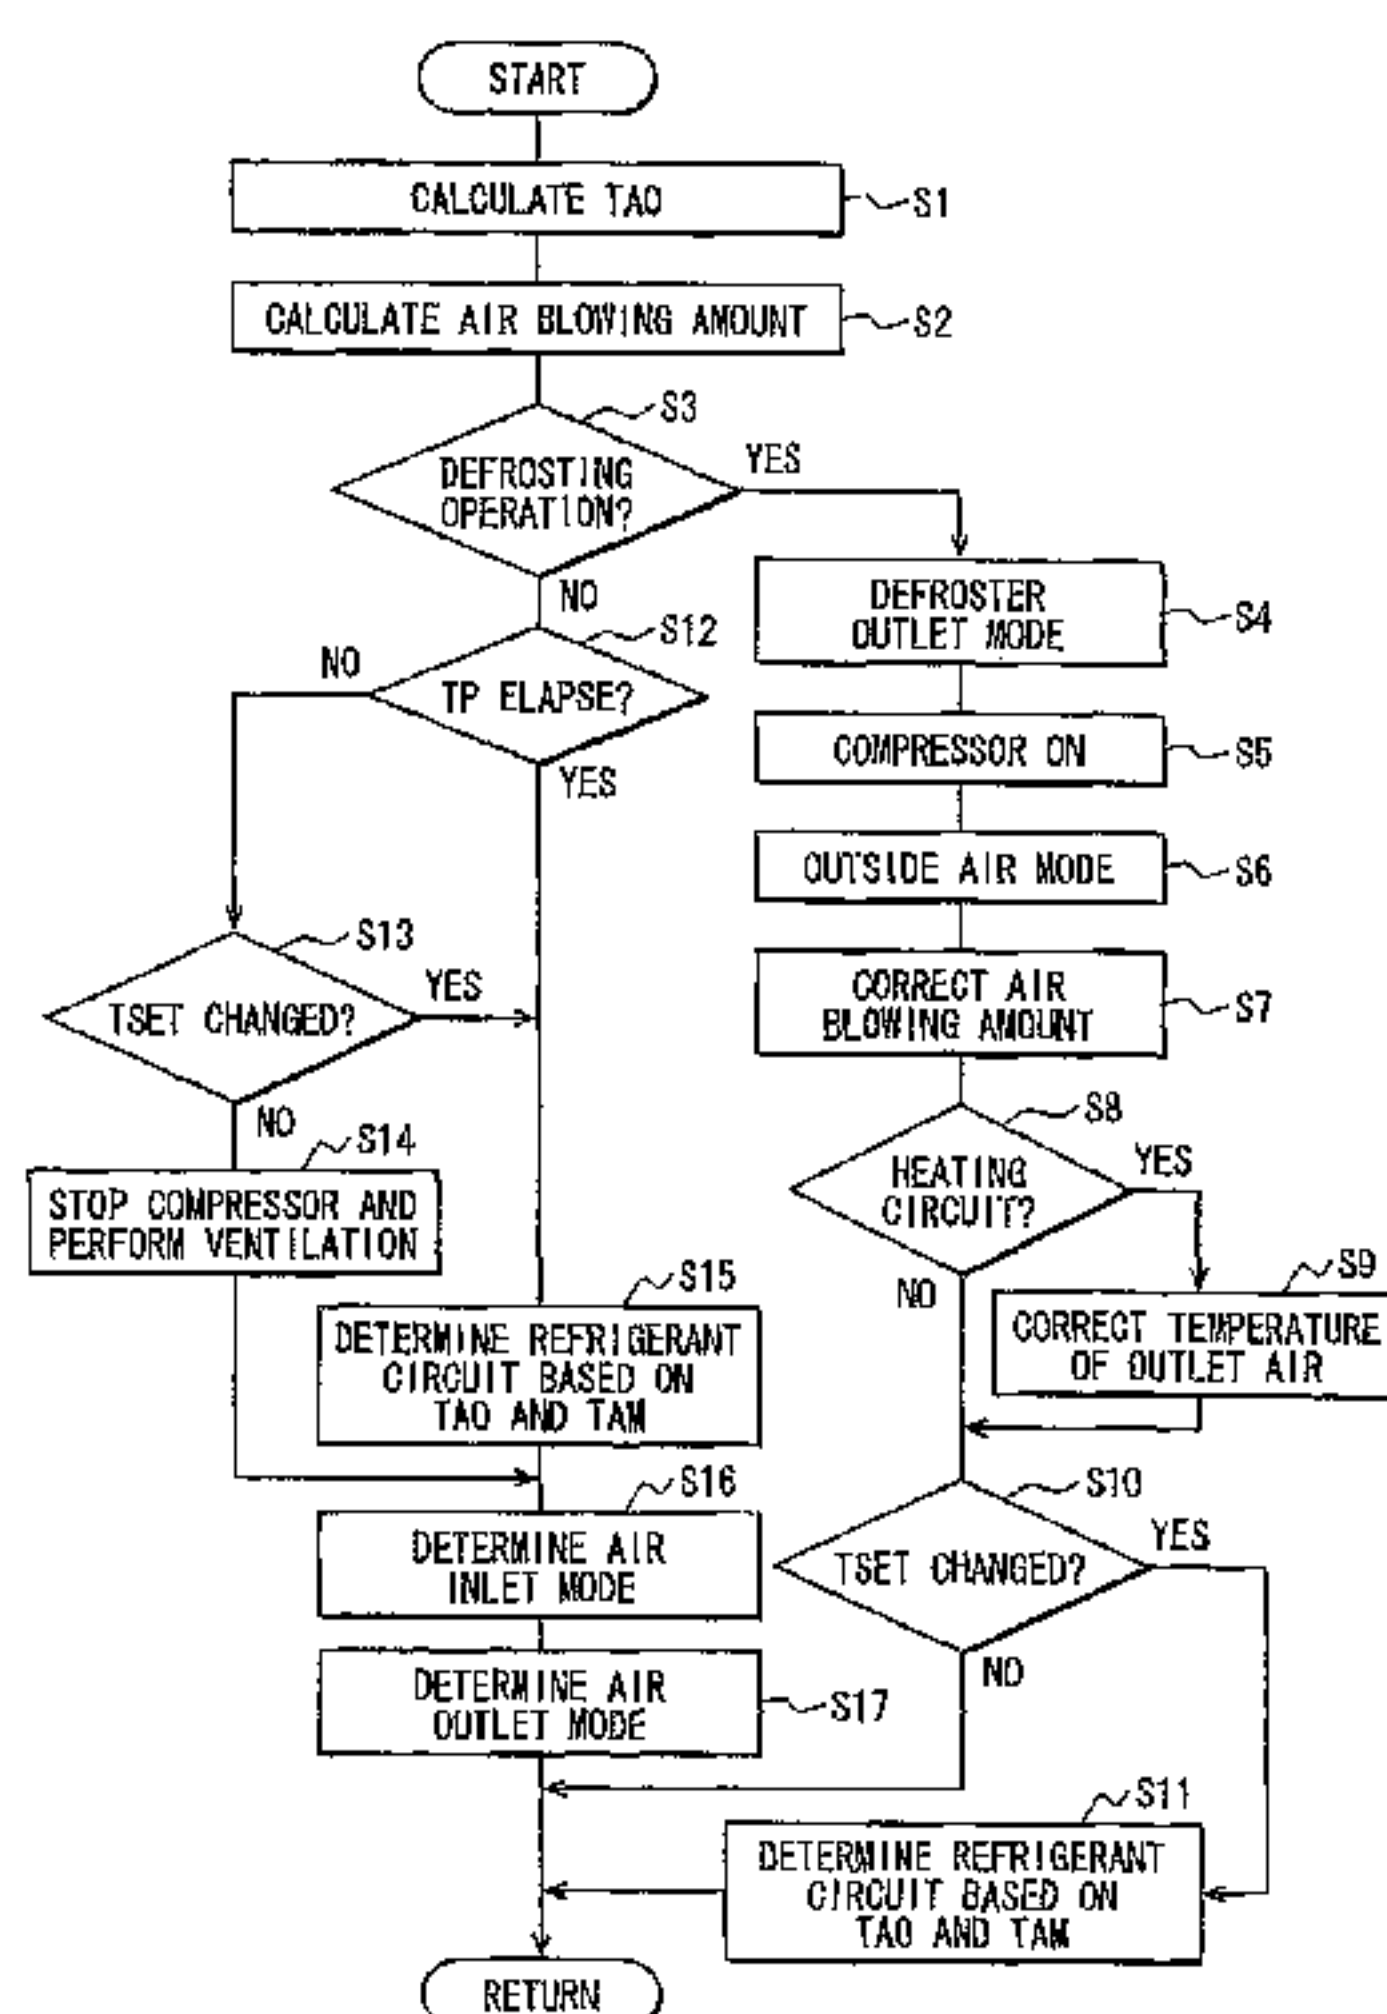 START
CALCULATE TAO
S1
CALCULATE AIR BLOWING AMOUNT
S2
S3
DEFROSTING
OPERATION?
YES
NO
DEFROSTER
OUTLET MODE
S4
S12
NO
TP ELAPSE?
YES
COMPRESSOR ON
S5
OUTSIDE AIR MODE
S6
S13
TSET CHANGED?
YES
NO
CORRECT AIR
BLOWING AMOUNT
S7
S8
HEATING
CIRCUIT?
YES
NO
S14
STOP COMPRESSOR AND
PERFORM VENTILATION
S9
CORRECT TEMPERATURE
OF OUTLET AIR
S15
DETERMINE REFRIGERANT
CIRCUIT BASED ON
TAO AND TAM
S16
DETERMINE AIR
INLET MODE
S10
TSET CHANGED?
YES
NO
DETERMINE AIR
OUTLET MODE
S17
S11
DETERMINE REFRIGERANT
CIRCUIT BASED ON
TAO AND TAM
RETURN